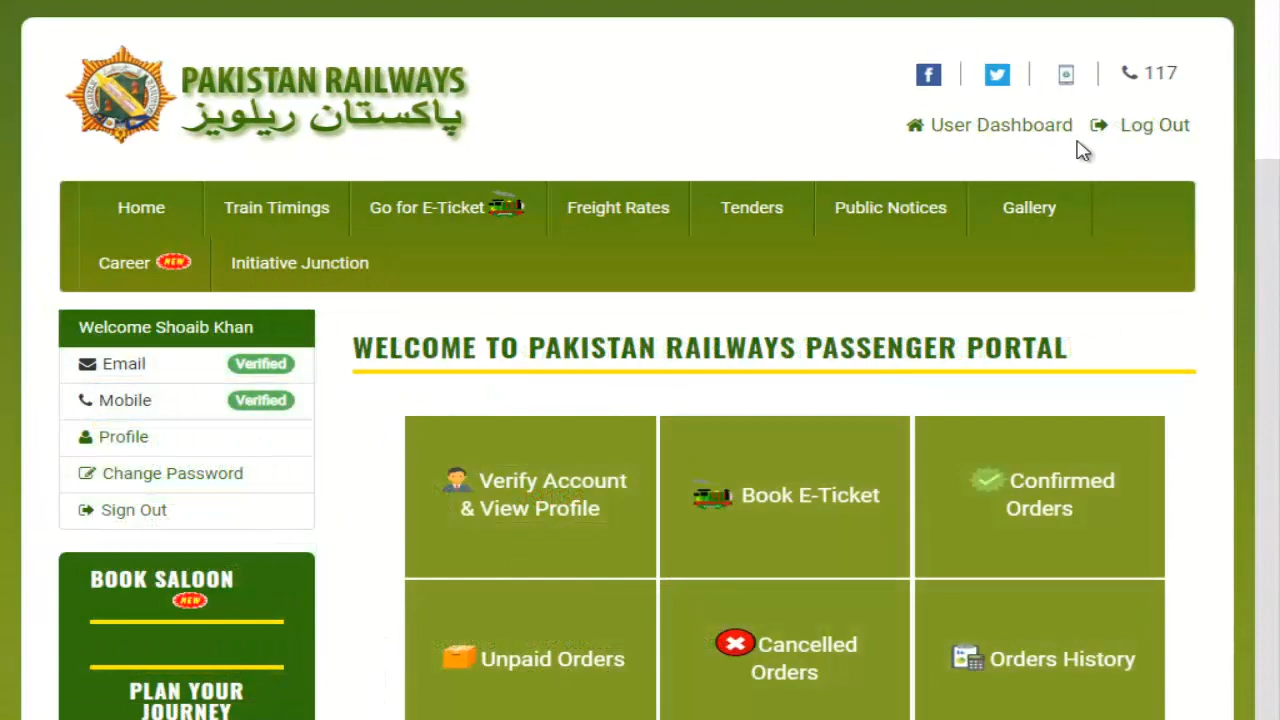 PAKISTAN RAILWAYS
پاکستان ریلویز
117
User Dashboard Log Out
Home Train Timings Go for E-Ticket Freight Rates Tenders Public Notices Gallery
Career NEW Initiative Junction
Welcome Shoaib Khan
Email Verified
Mobile Verified
Profile
Change Password
Sign Out
BOOK SALOON
NEW
PLAN YOUR
JOURNEY
WELCOME TO PAKISTAN RAILWAYS PASSENGER PORTAL
Verify Account
& View Profile
Book E-Ticket
Confirmed
Orders
Unpaid Orders
Cancelled
Orders
Orders History